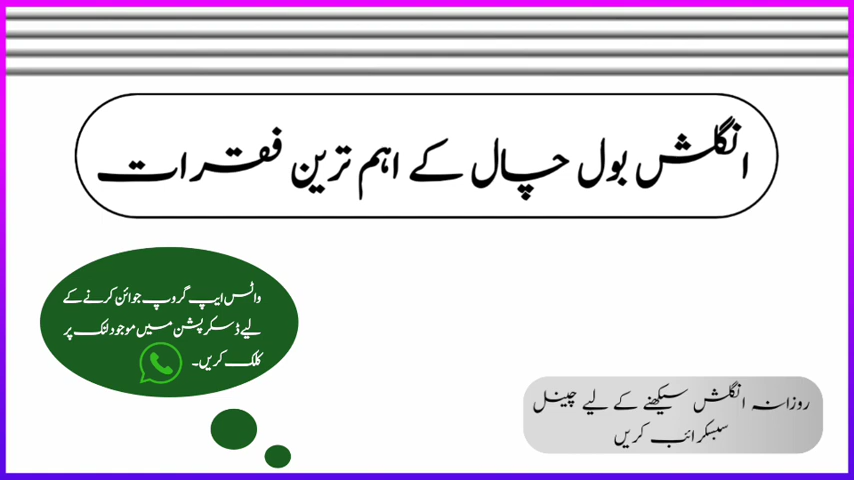 انگلش بول چال کے اہم ترین فقرات
واٹس ایپ گروپ جوائن کرنے کے
لیے ڈسکرپشن میں موجود لنک پر
کلک کریں۔
روزانہ انگلش سیکھنے کے لیے چینل
سبسکرائب کریں